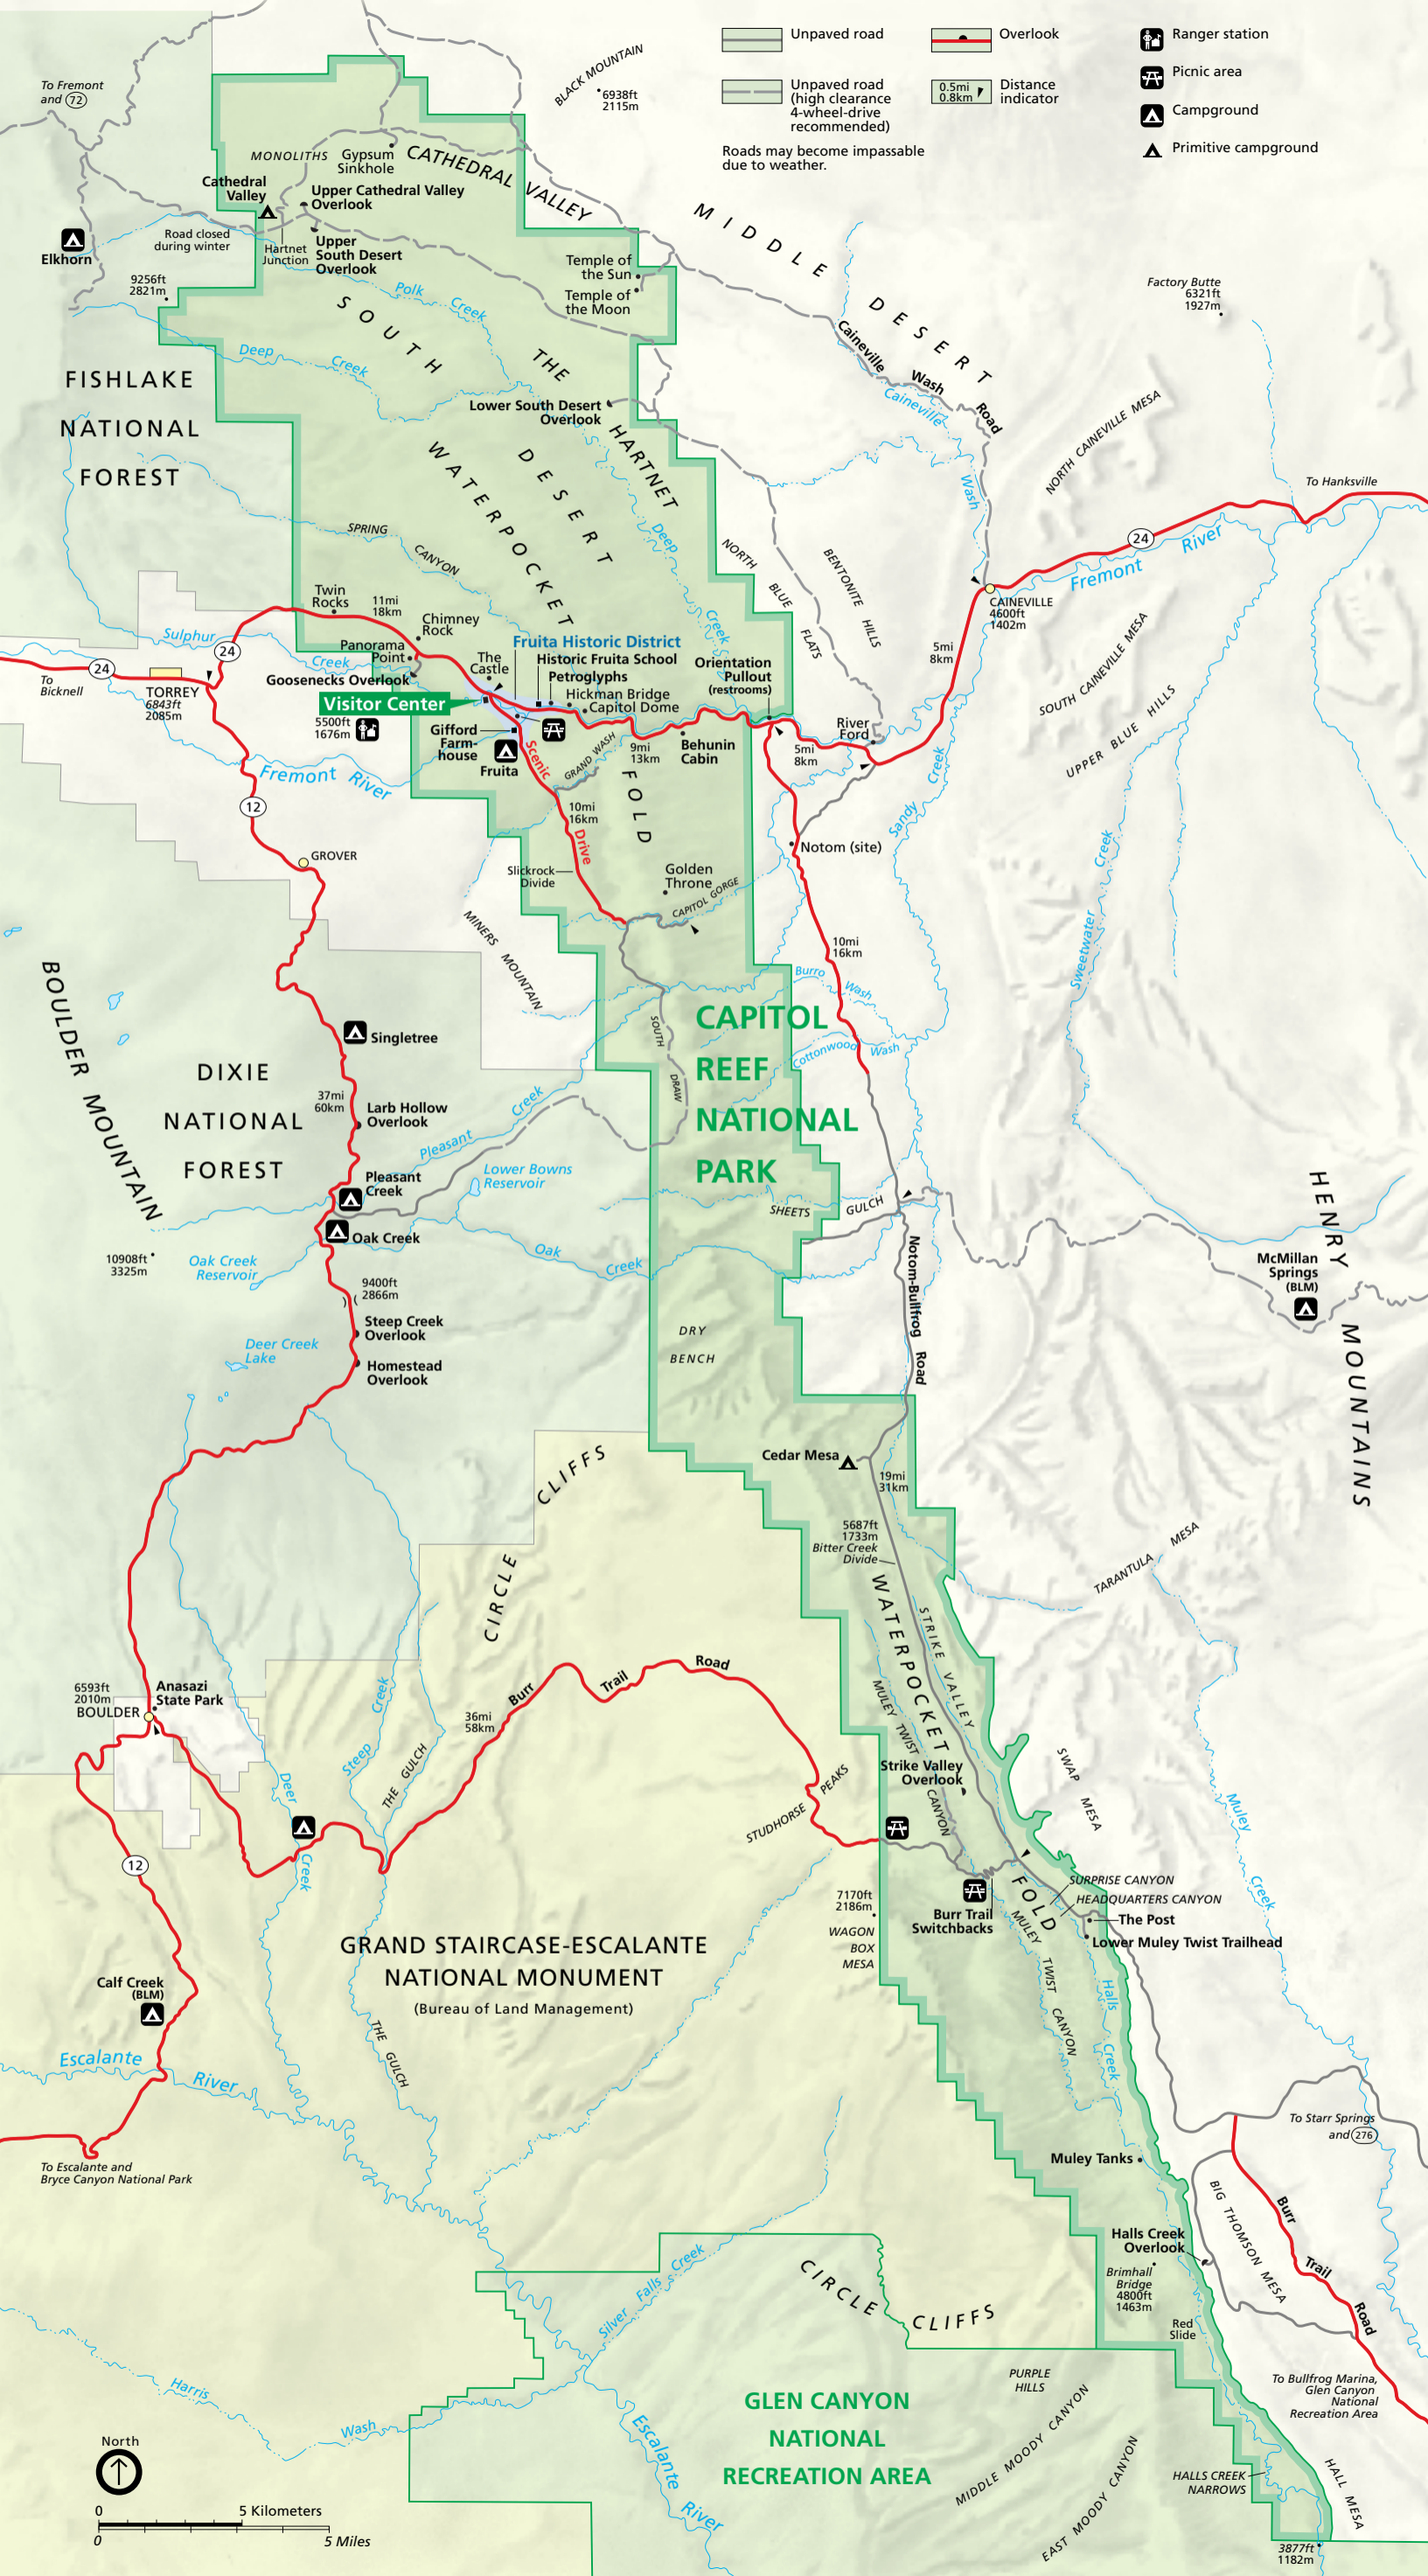 Unpaved road
Overlook
Ranger station
Unpaved road
(high clearance
4-wheel-drive
recommended)
0.5mi
0.8km
Distance
indicator
Picnic area
Campground
Primitive campground
Roads may become impassable
due to weather.
To Fremont
and 72
BLACK MOUNTAIN
6938ft
2115m
MONOLITHS
Gypsum
Sinkhole
CATHEDRAL VALLEY
Cathedral
Valley
Upper Cathedral Valley
Overlook
Road closed
during winter
Hartnet
Junction
Upper
South Desert
Overlook
Elkhorn
9256ft
2821m
Temple of
the Sun
Temple of
the Moon
MIDDLE DESERT
Factory Butte
6321ft
1927m
Polk Creek
SOUTH DESERT
Deep Creek
THE HARTNET
Caineville Wash Road
Caineville Wash
FISHLAKE
NATIONAL
FOREST
Lower South Desert
Overlook
NORTH CAINEVILLE MESA
WATERPOCKET FOLD
To Hanksville
SPRING CANYON
Deep Creek
NORTH BLUE FLATS
BENTONITE HILLS
24
Fremont River
CAINEVILLE
4600ft
1402m
Twin
Rocks
11mi
18km
Chimney
Rock
Sulphur Creek
24
Panorama
Point
Fruita Historic District
The
Castle
Historic Fruita School
Petroglyphs
Orientation
Pullout
(restrooms)
5mi
8km
SOUTH CAINEVILLE MESA
UPPER BLUE HILLS
24
To
Bicknell
TORREY
6843ft
2085m
Goosenecks Overlook
Visitor Center
5500ft
1676m
Hickman Bridge
Capitol Dome
Gifford
Farm-
house
Fruita
Scenic Drive
GRAND WASH
9mi
13km
Behunin
Cabin
5mi
8km
River
Ford
Fremont River
12
10mi
16km
Sandy Creek
GROVER
Notom (site)
Slickrock
Divide
Golden
Throne
CAPITOL GORGE
Sweetwater Creek
MINERS MOUNTAIN
10mi
16km
BOULDER MOUNTAIN
Burro Wash
CAPITOL
REEF
NATIONAL
PARK
Singletree
SOUTH DRAW
Cottonwood Wash
DIXIE
NATIONAL
FOREST
37mi
60km
Larb Hollow
Overlook
Pleasant Creek
Lower Bowns
Reservoir
Pleasant
Creek
Oak Creek
SHEETS GULCH
HENRY MOUNTAINS
10908ft
3325m
Oak Creek
Reservoir
Oak Creek
Notom-Bullfrog Road
McMillan
Springs
(BLM)
9400ft
2866m
Steep Creek
Overlook
Deer Creek
Lake
Homestead
Overlook
DRY
BENCH
Cedar Mesa
19mi
31km
CIRCLE CLIFFS
5687ft
1733m
Bitter Creek
Divide
TARANTULA MESA
WATERPOCKET FOLD
STRIKE VALLEY
6593ft
2010m
BOULDER
Anasazi
State Park
Burr Trail Road
36mi
58km
Steep Creek
THE GULCH
MULEY TWIST CANYON
Strike Valley
Overlook
SWAP MESA
Deer Creek
STUDHORSE PEAKS
Muley Creek
12
SURPRISE CANYON
HEADQUARTERS CANYON
7170ft
2186m
Burr Trail
Switchbacks
The Post
WAGON
BOX
MESA
Lower Muley Twist Trailhead
MULEY TWIST CANYON
GRAND STAIRCASE-ESCALANTE
NATIONAL MONUMENT
(Bureau of Land Management)
Calf Creek
(BLM)
Halls Creek
THE GULCH
Escalante River
To Escalante and
Bryce Canyon National Park
To Starr Springs
and 276
Muley Tanks
BIG THOMSON MESA
Burr Trail Road
Halls Creek
Overlook
Silver Falls Creek
CIRCLE CLIFFS
Brimhall
Bridge
4800ft
1463m
Red
Slide
Harris Wash
PURPLE
HILLS
To Bullfrog Marina,
Glen Canyon
National
Recreation Area
GLEN CANYON
NATIONAL
RECREATION AREA
Escalante River
MIDDLE MOODY CANYON
EAST MOODY CANYON
HALLS CREEK
NARROWS
HALL MESA
North
0 5 Kilometers
0 5 Miles
3877ft
1182m